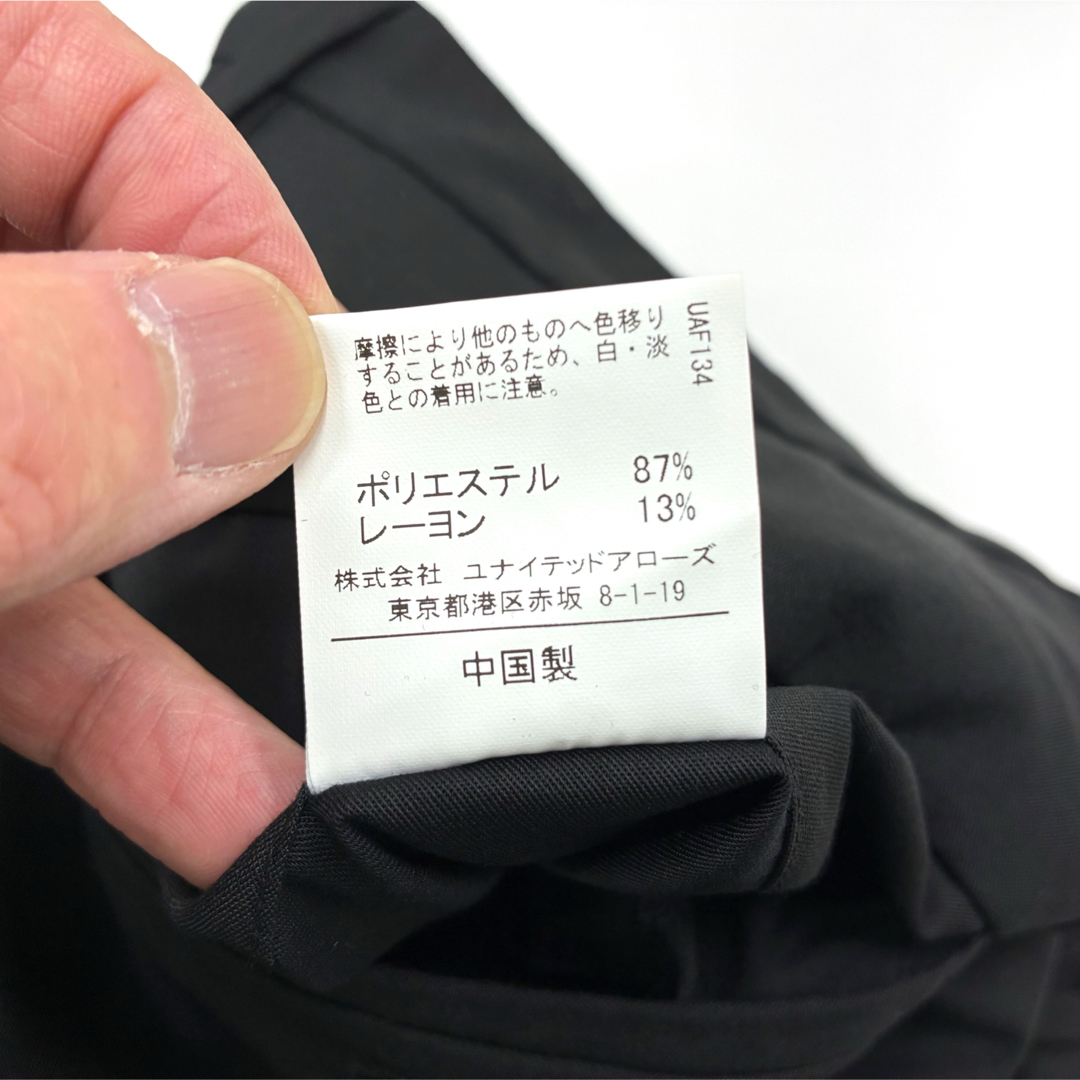 摩擦により他のものへ色移り
することがあるため、白・淡
色との着用に注意。
UAF134
ポリエステル 87%
レーヨン 13%
株式会社 ユナイテッドアローズ
東京都港区赤坂 8-1-19
中国製